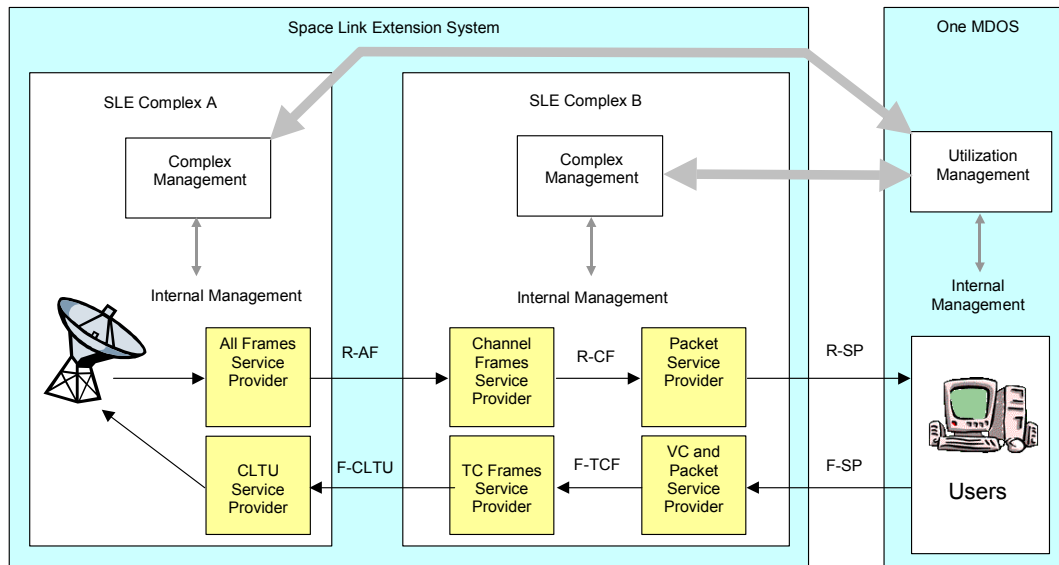 Space Link Extension System
One MDOS
SLE Complex A
SLE Complex B
Complex
Management
Complex
Management
Utilization
Management
Internal Management
Internal Management
Internal
Management
All Frames
Service
Provider
R-AF
Channel
Frames
Service
Provider
R-CF
Packet
Service
Provider
R-SP
CLTU
Service
Provider
F-CLTU
TC Frames
Service
Provider
F-TCF
VC and
Packet
Service
Provider
F-SP
Users